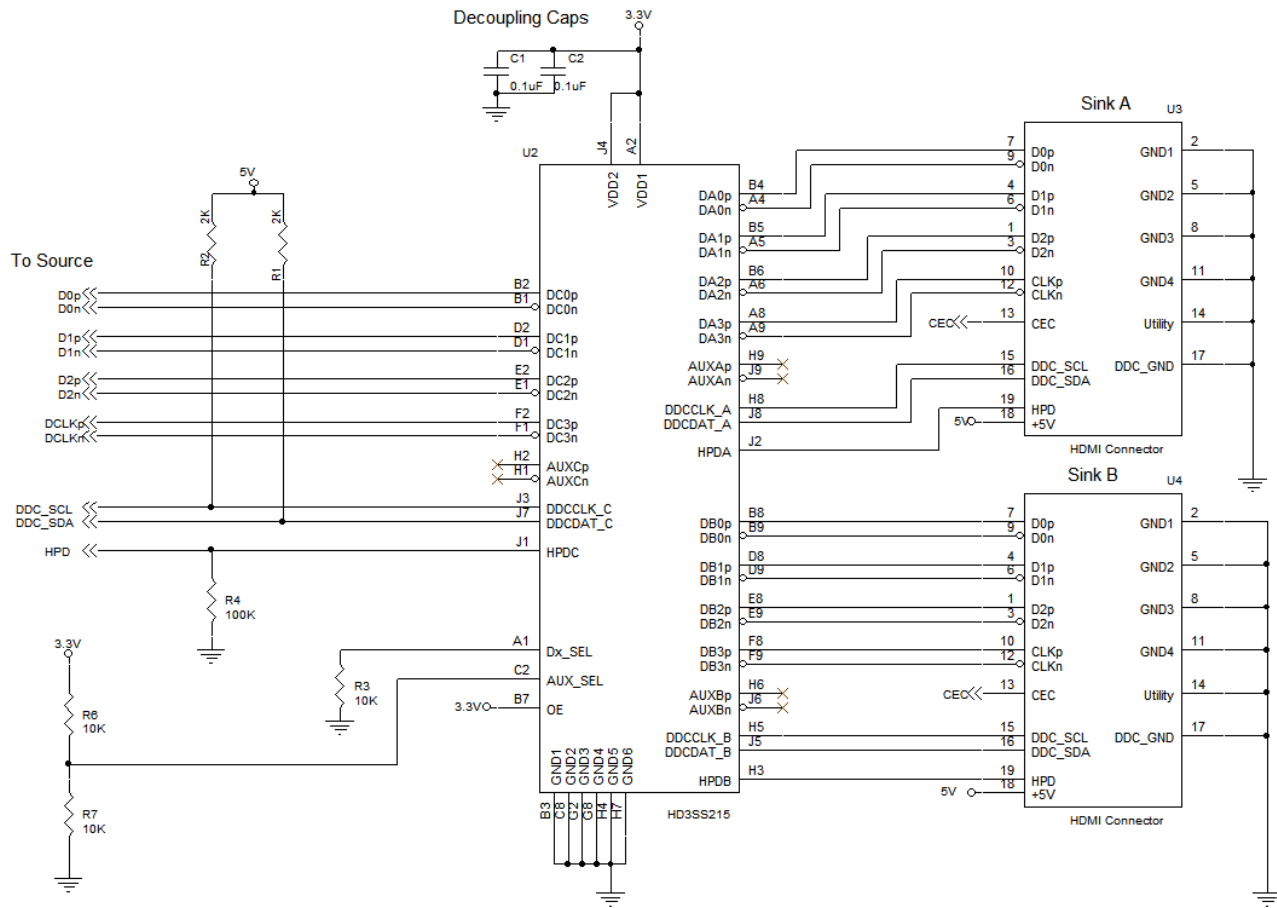 Decoupling Caps
3.3V
C1
C2
0.1uF
0.1uF
U2
J4
A2
VDD2
VDD1
5V
2K
2K
R2
R1
To Source
D0p
D0n
D1p
D1n
D2p
D2n
DCLKp
DCLKn
DDC_SCL
DDC_SDA
HPD
B2
B1
D2
D1
E2
E1
F2
F1
H2
H1
J3
J7
J1
A1
C2
B7
DC0p
DC0n
DC1p
DC1n
DC2p
DC2n
DC3p
DC3n
AUXCp
AUXCn
DDCCLK_C
DDCDAT_C
HPDC
Dx_SEL
AUX_SEL
OE
R4
100K
3.3V
R6
10K
R7
10K
R3
10K
3.3V
GND1
GND2
GND3
GND4
GND5
GND6
B3
C8
G2
G8
H4
H7
HD3SS215
DA0p
DA0n
DA1p
DA1n
DA2p
DA2n
DA3p
DA3n
AUXAp
AUXAn
DDCCLK_A
DDCDAT_A
HPDA
DB0p
DB0n
DB1p
DB1n
DB2p
DB2n
DB3p
DB3n
AUXBp
AUXBn
DDCCLK_B
DDCDAT_B
HPDB
B4
A4
B5
A5
B6
A6
A8
A9
H9
J9
H8
J8
J2
B8
B9
D8
D9
E8
E9
F8
F9
H6
J6
H5
J5
H3
Sink A
U3
7
9
4
6
1
3
10
12
13
15
16
19
18
CEC
5V
D0p
D0n
D1p
D1n
D2p
D2n
CLKp
CLKn
CEC
DDC_SCL
DDC_SDA
HPD
+5V
GND1
GND2
GND3
GND4
Utility
DDC_GND
2
5
8
11
14
17
HDMI Connector
Sink B
U4
7
9
4
6
1
3
10
12
13
15
16
19
18
CEC
5V
D0p
D0n
D1p
D1n
D2p
D2n
CLKp
CLKn
CEC
DDC_SCL
DDC_SDA
HPD
+5V
GND1
GND2
GND3
GND4
Utility
DDC_GND
2
5
8
11
14
17
HDMI Connector